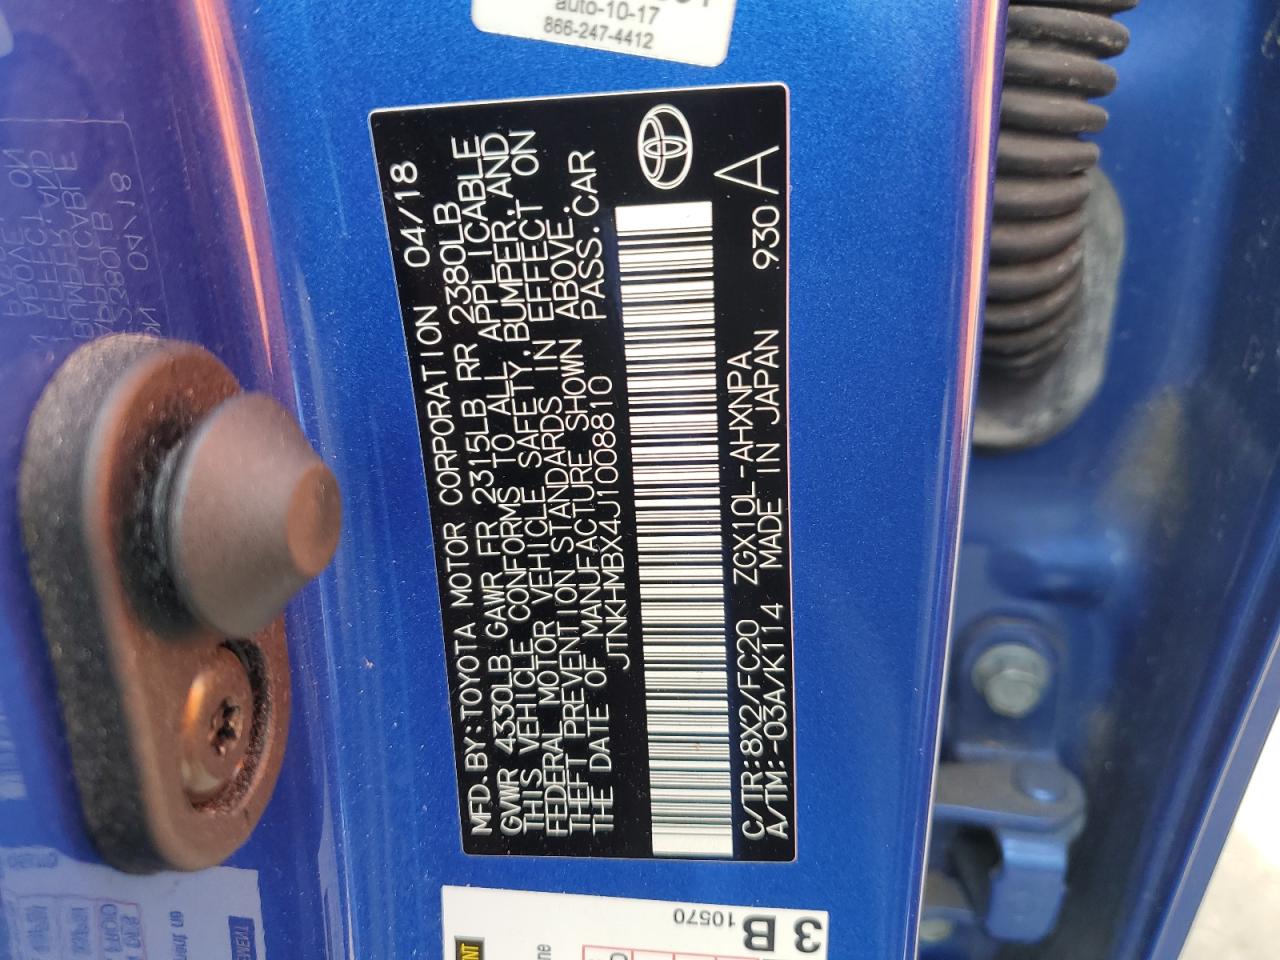 auto-10-17
866-247-4412
MFD. BY: TOYOTA MOTOR CORPORATION 04/18
GVWR 4330LB GAWR FR 2315LB RR 2380LB
THIS VEHICLE CONFORMS TO ALL APPLICABLE
FEDERAL MOTOR VEHICLE SAFETY, BUMPER, AND
THEFT PREVENTION STANDARDS IN EFFECT ON
THE DATE OF MANUFACTURE SHOWN ABOVE.
JTNKHMBX4J1008810 PASS. CAR
C/TR: 8X2/FC20 ZGX10L-AHXNPA 930 A
A/TM: -03A/K114 MADE IN JAPAN
3B
10570